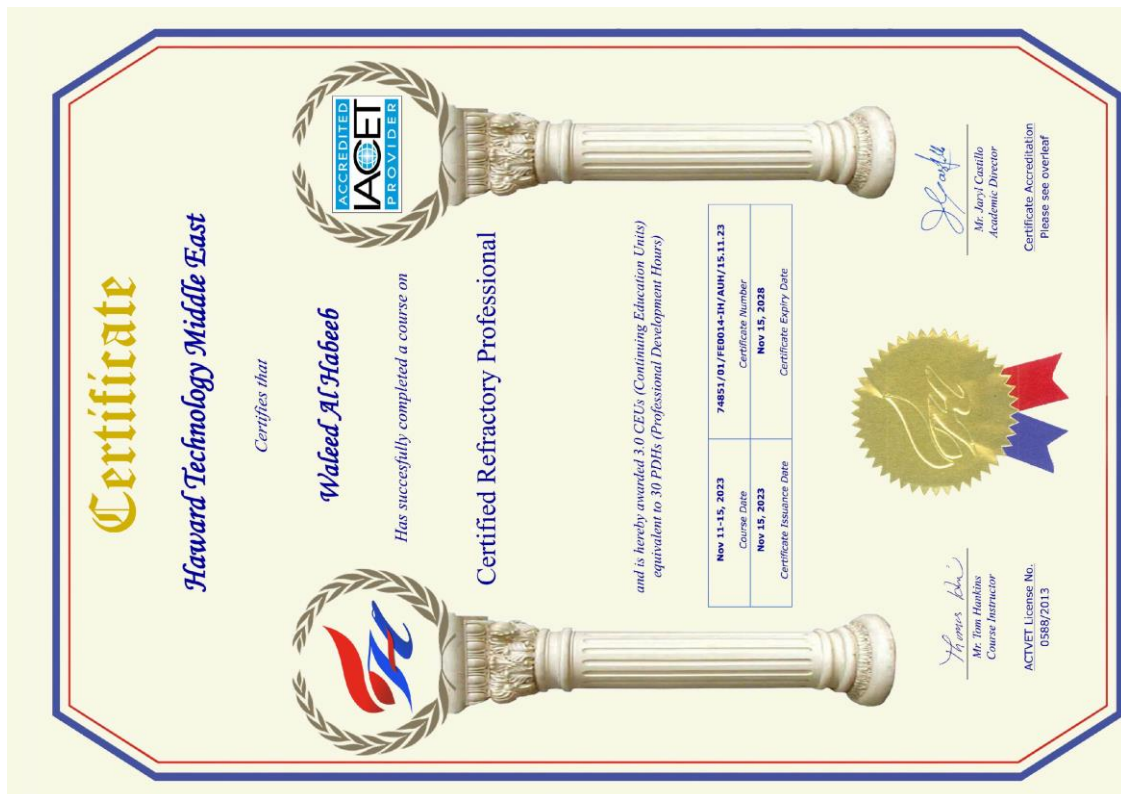 Certificate
Haward Technology Middle East
Certifies that
ACCREDITED
IACET
PROVIDER
Waleed Al Habeeb
Has succesfully completed a course on
Certified Refractory Professional
and is hereby awarded 3.0 CEUs (Continuing Education Units)
equivalent to 30 PDHs (Professional Development Hours)
Nov 11-15, 2023
74851/01/FE0014-IH/AUH/15.11.23
Course Date
Certificate Number
Nov 15, 2023
Nov 15, 2028
Certificate Issuance Date
Certificate Expiry Date
Mr. Tom Hankins
Course Instructor
Mr. Jaryl Castillo
Academic Director
ACTVET License No.
0588/2013
Certificate Accreditation
Please see overleaf